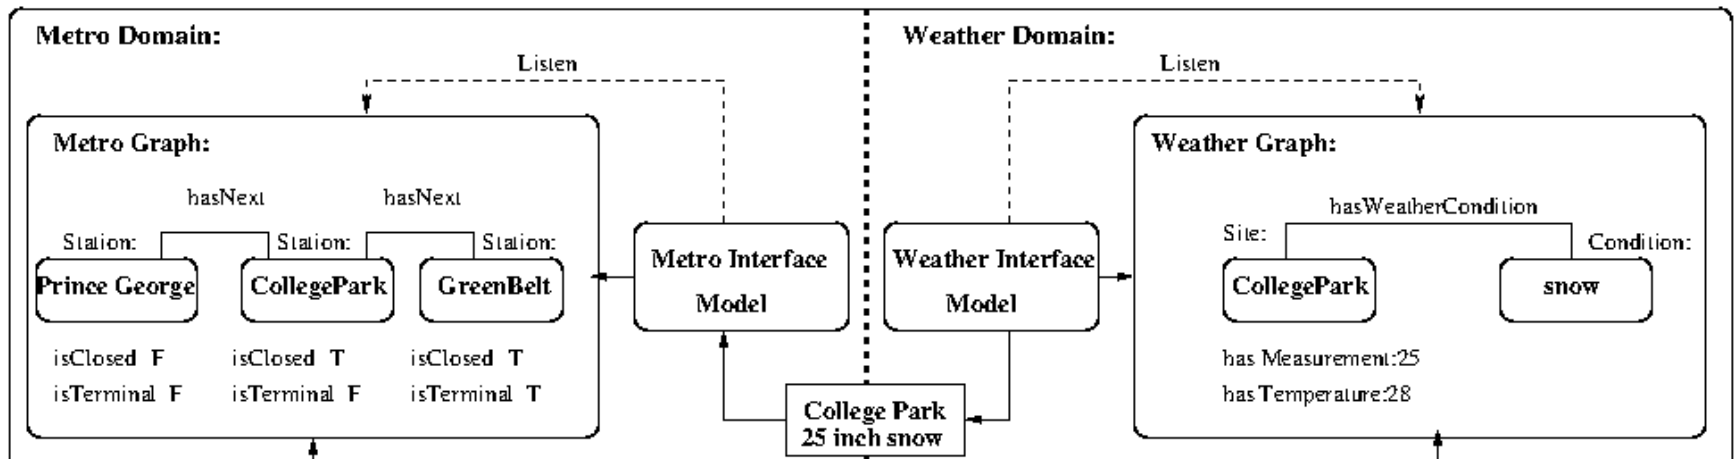 Metro Domain:
Weather Domain:
Listen
Listen
Metro Graph:
Weather Graph:
hasNext
hasNext
hasWeatherCondition
Station:
Station:
Station:
Site:
Condition:
Prince George
CollegePark
GreenBelt
Metro Interface
Model
Weather Interface
Model
CollegePark
snow
isClosed F
isClosed T
isClosed T
has Measurement:25
isTerminal F
isTerminal F
isTerminal T
has Temperature:28
College Park
25 inch snow